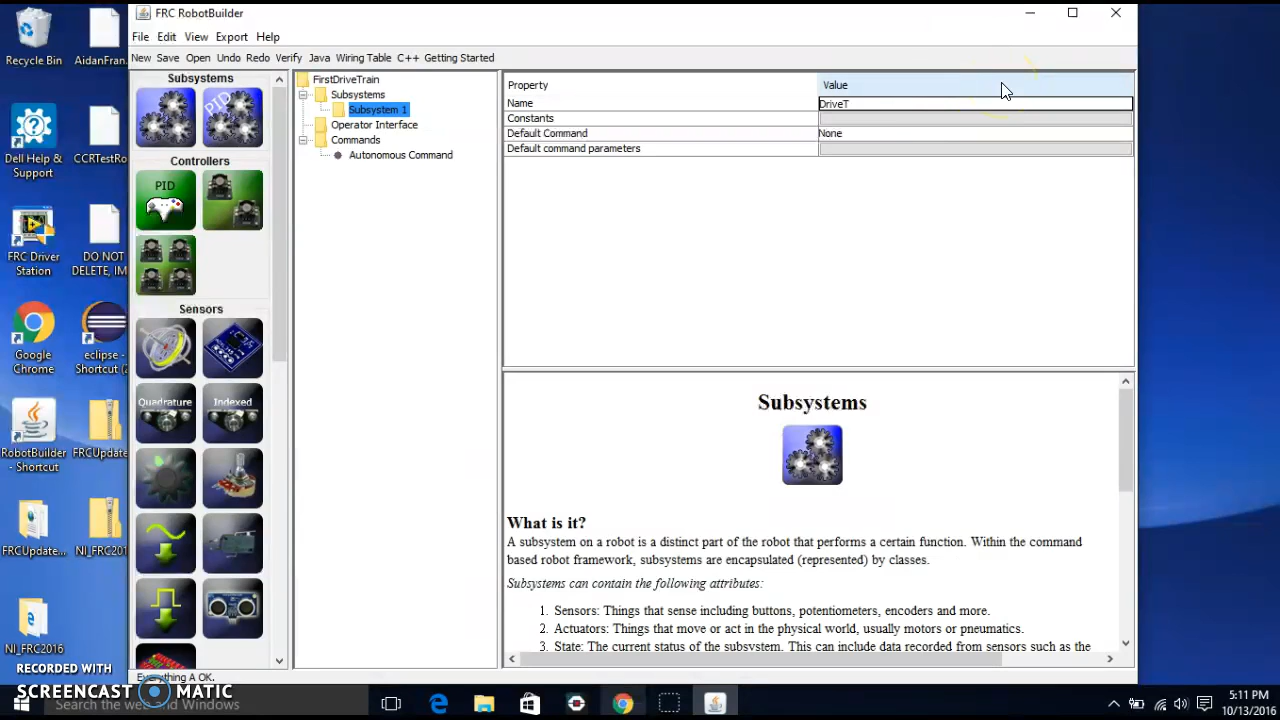 FRC RobotBuilder
File Edit View Export Help
New Save Open Undo Redo Verify Java Wiring Table C++ Getting Started
Recycle Bin
AidanFran...
Dell Help & Support
CCRTestRo
FRC Driver Station
DO NOT DELETE, IM
Google Chrome
eclipse - Shortcut (2
RobotBuilder - Shortcut
FRCUpdate
FRCUpdate...
NI_FRC201
NI_FRC2016
Subsystems
PID
Controllers
PID
Sensors
Quadrature
Indexed
FirstDriveTrain
Subsystems
Subsystem 1
Operator Interface
Commands
Autonomous Command
Property Value
Name DriveT
Constants
Default Command None
Default command parameters
Subsystems
What is it?
A subsystem on a robot is a distinct part of the robot that performs a certain function. Within the command
based robot framework, subsystems are encapsulated (represented) by classes.
Subsystems can contain the following attributes:
1. Sensors: Things that sense including buttons, potentiometers, encoders and more.
2. Actuators: Things that move or act in the physical world, usually motors or pneumatics.
3. State: The current status of the subsystem. This can include data recorded from sensors such as the
Everything A OK.
RECORDED WITH
SCREENCAST MATIC
Search the web and Windows
5:11 PM
10/13/2016